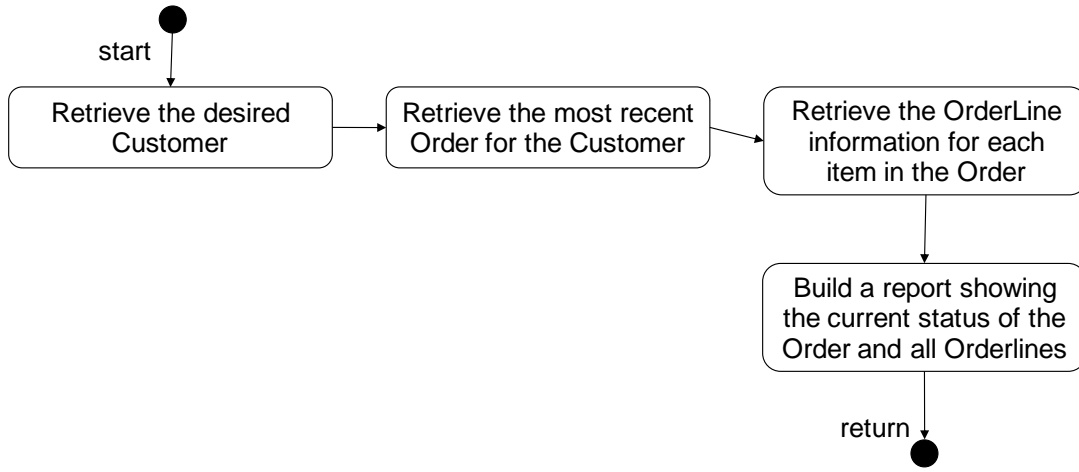 start
Retrieve the desired
Customer
Retrieve the most recent
Order for the Customer
Retrieve the OrderLine
information for each
item in the Order
Build a report showing
the current status of the
Order and all Orderlines
return